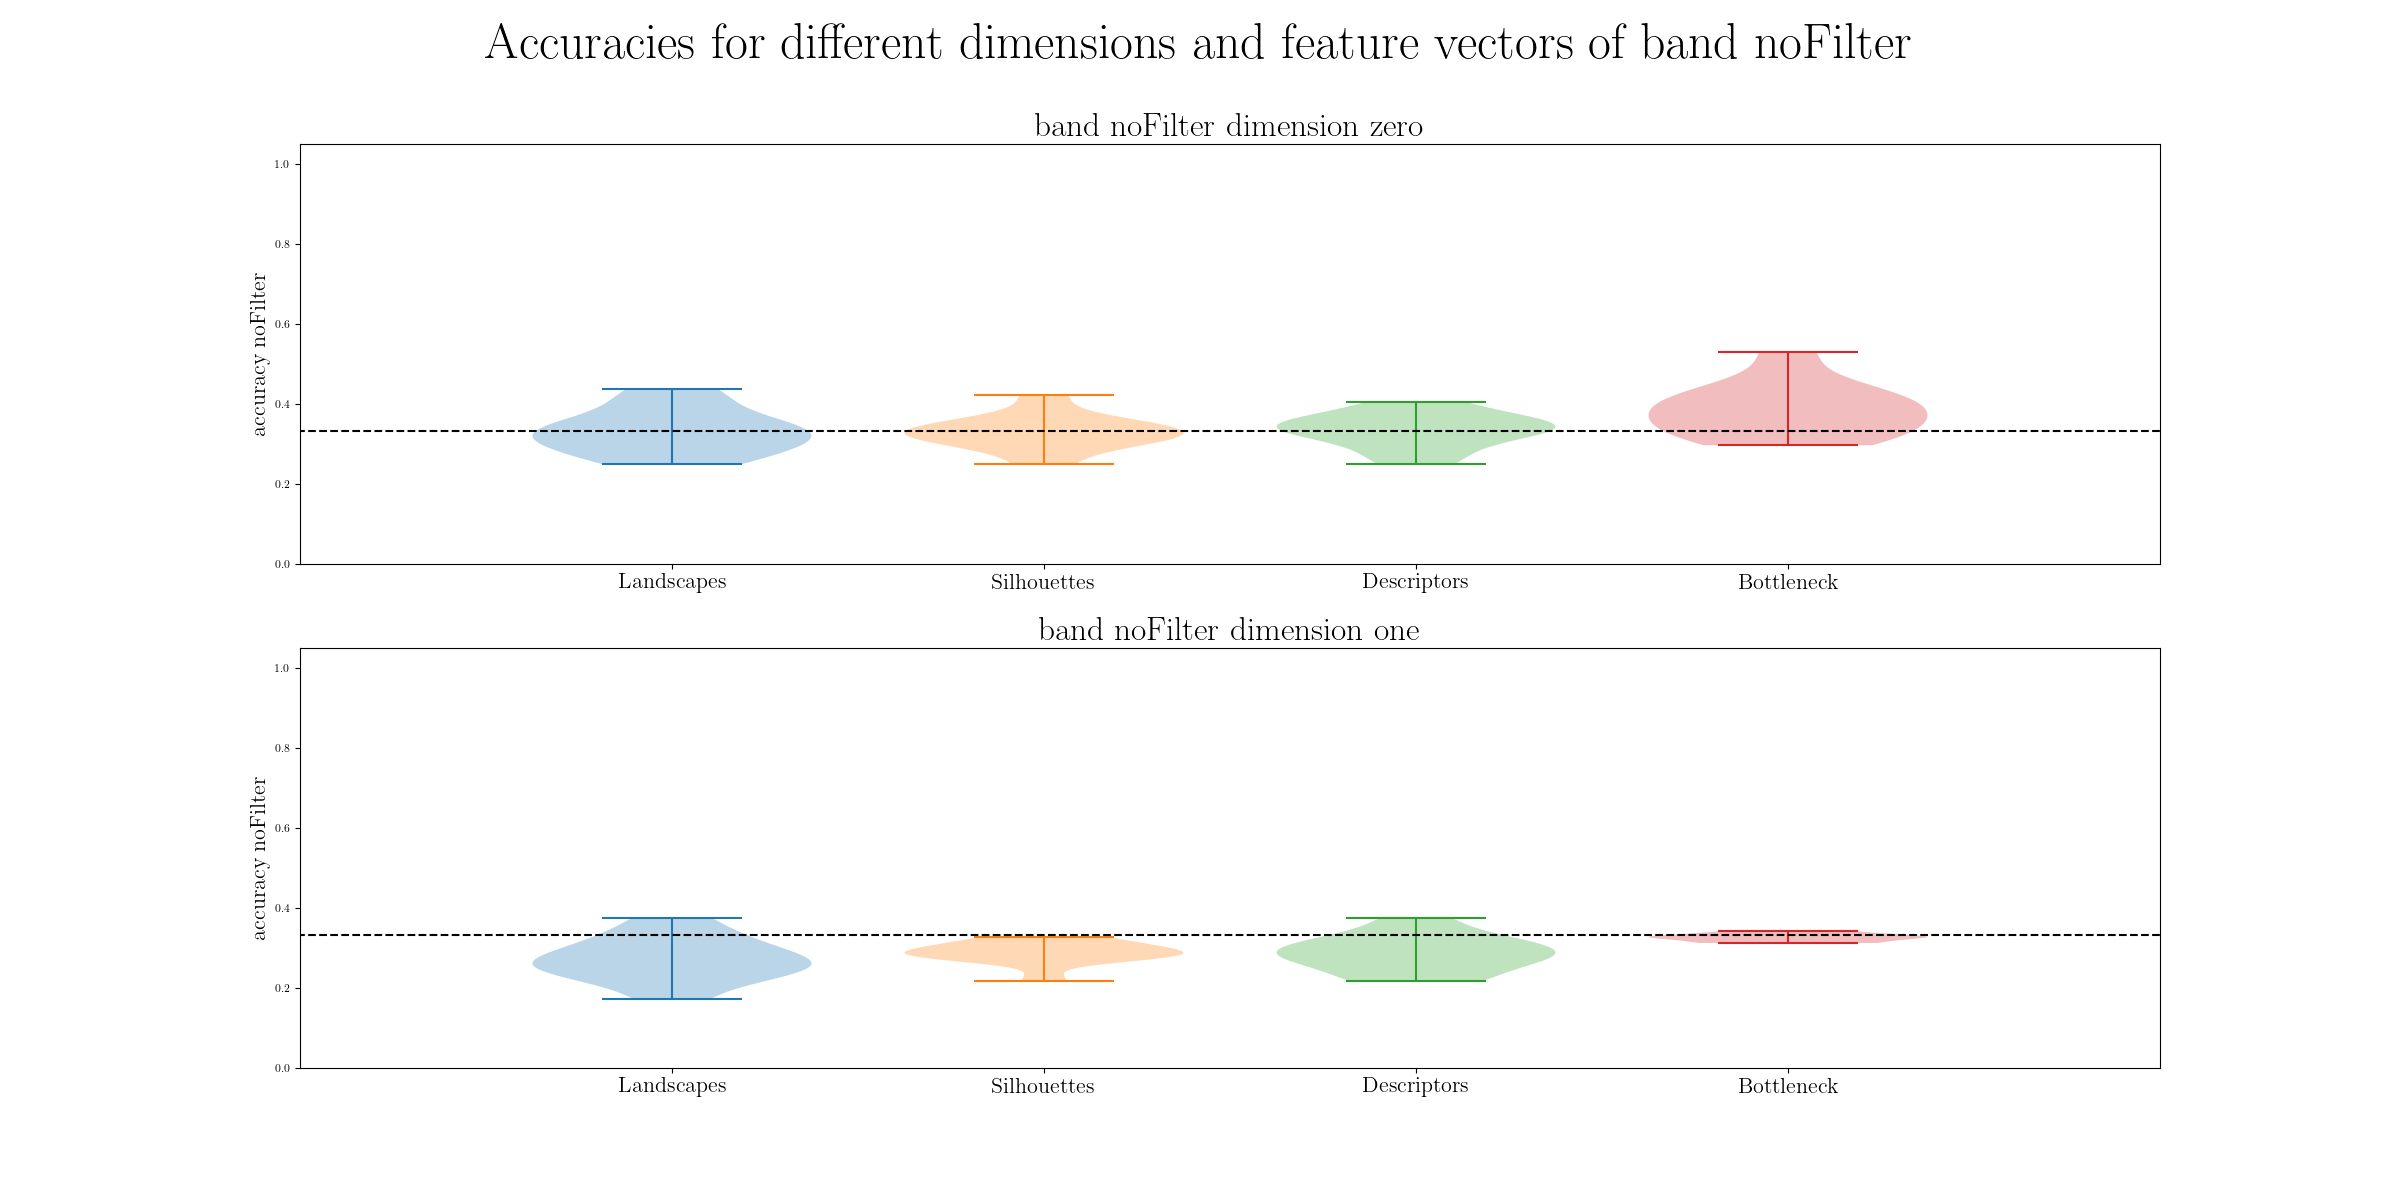 Accuracies for different dimensions and feature vectors of band noFilter
band noFilter dimension zero
accuracy noFilter
1.0
0.8
0.6
0.4
0.2
0.0
Landscapes
Silhouettes
Descriptors
Bottleneck
band noFilter dimension one
accuracy noFilter
1.0
0.8
0.6
0.4
0.2
0.0
Landscapes
Silhouettes
Descriptors
Bottleneck